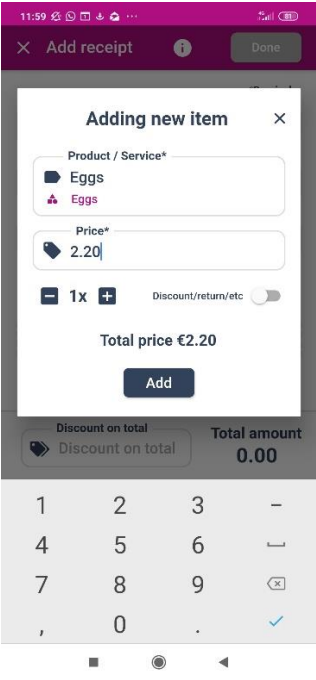 11:59
Add receipt
Done
Adding new item
Product / Service*
Eggs
Eggs
Price*
2.20
1x
Discount/return/etc
Total price €2.20
Add
Discount on total
Discount on total
Total amount
0.00
1 2 3 –
4 5 6
7 8 9
, 0 .